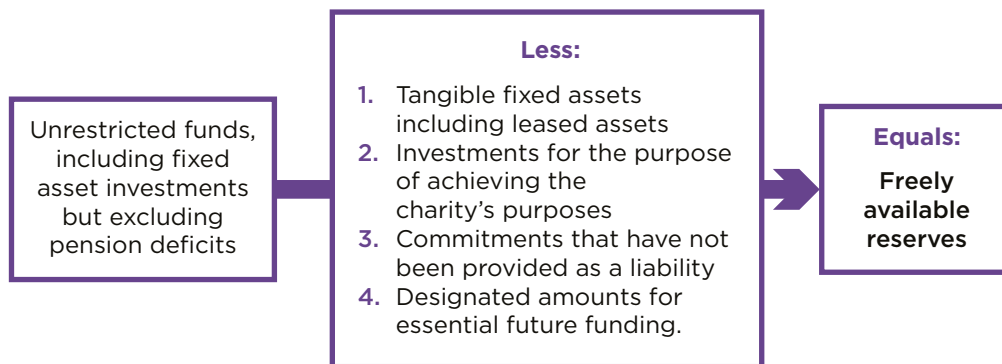 Unrestricted funds,
including fixed
asset investments
but excluding
pension deficits
Less:
1. Tangible fixed assets
including leased assets
2. Investments for the purpose
of achieving the
charity’s purposes
3. Commitments that have not
been provided as a liability
4. Designated amounts for
essential future funding.
Equals:
Freely
available
reserves